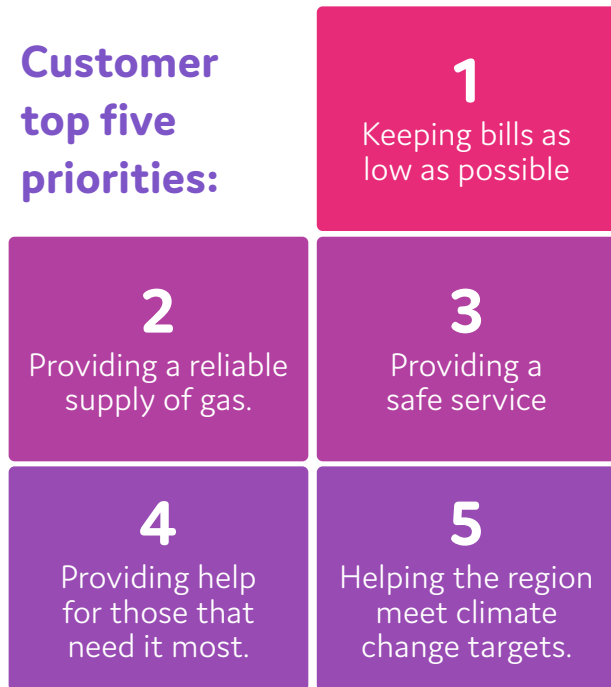 Customer
top five
priorities:
1
Keeping bills as
low as possible
2
Providing a reliable
supply of gas.
3
Providing a
safe service
4
Providing help
for those that
need it most.
5
Helping the region
meet climate
change targets.